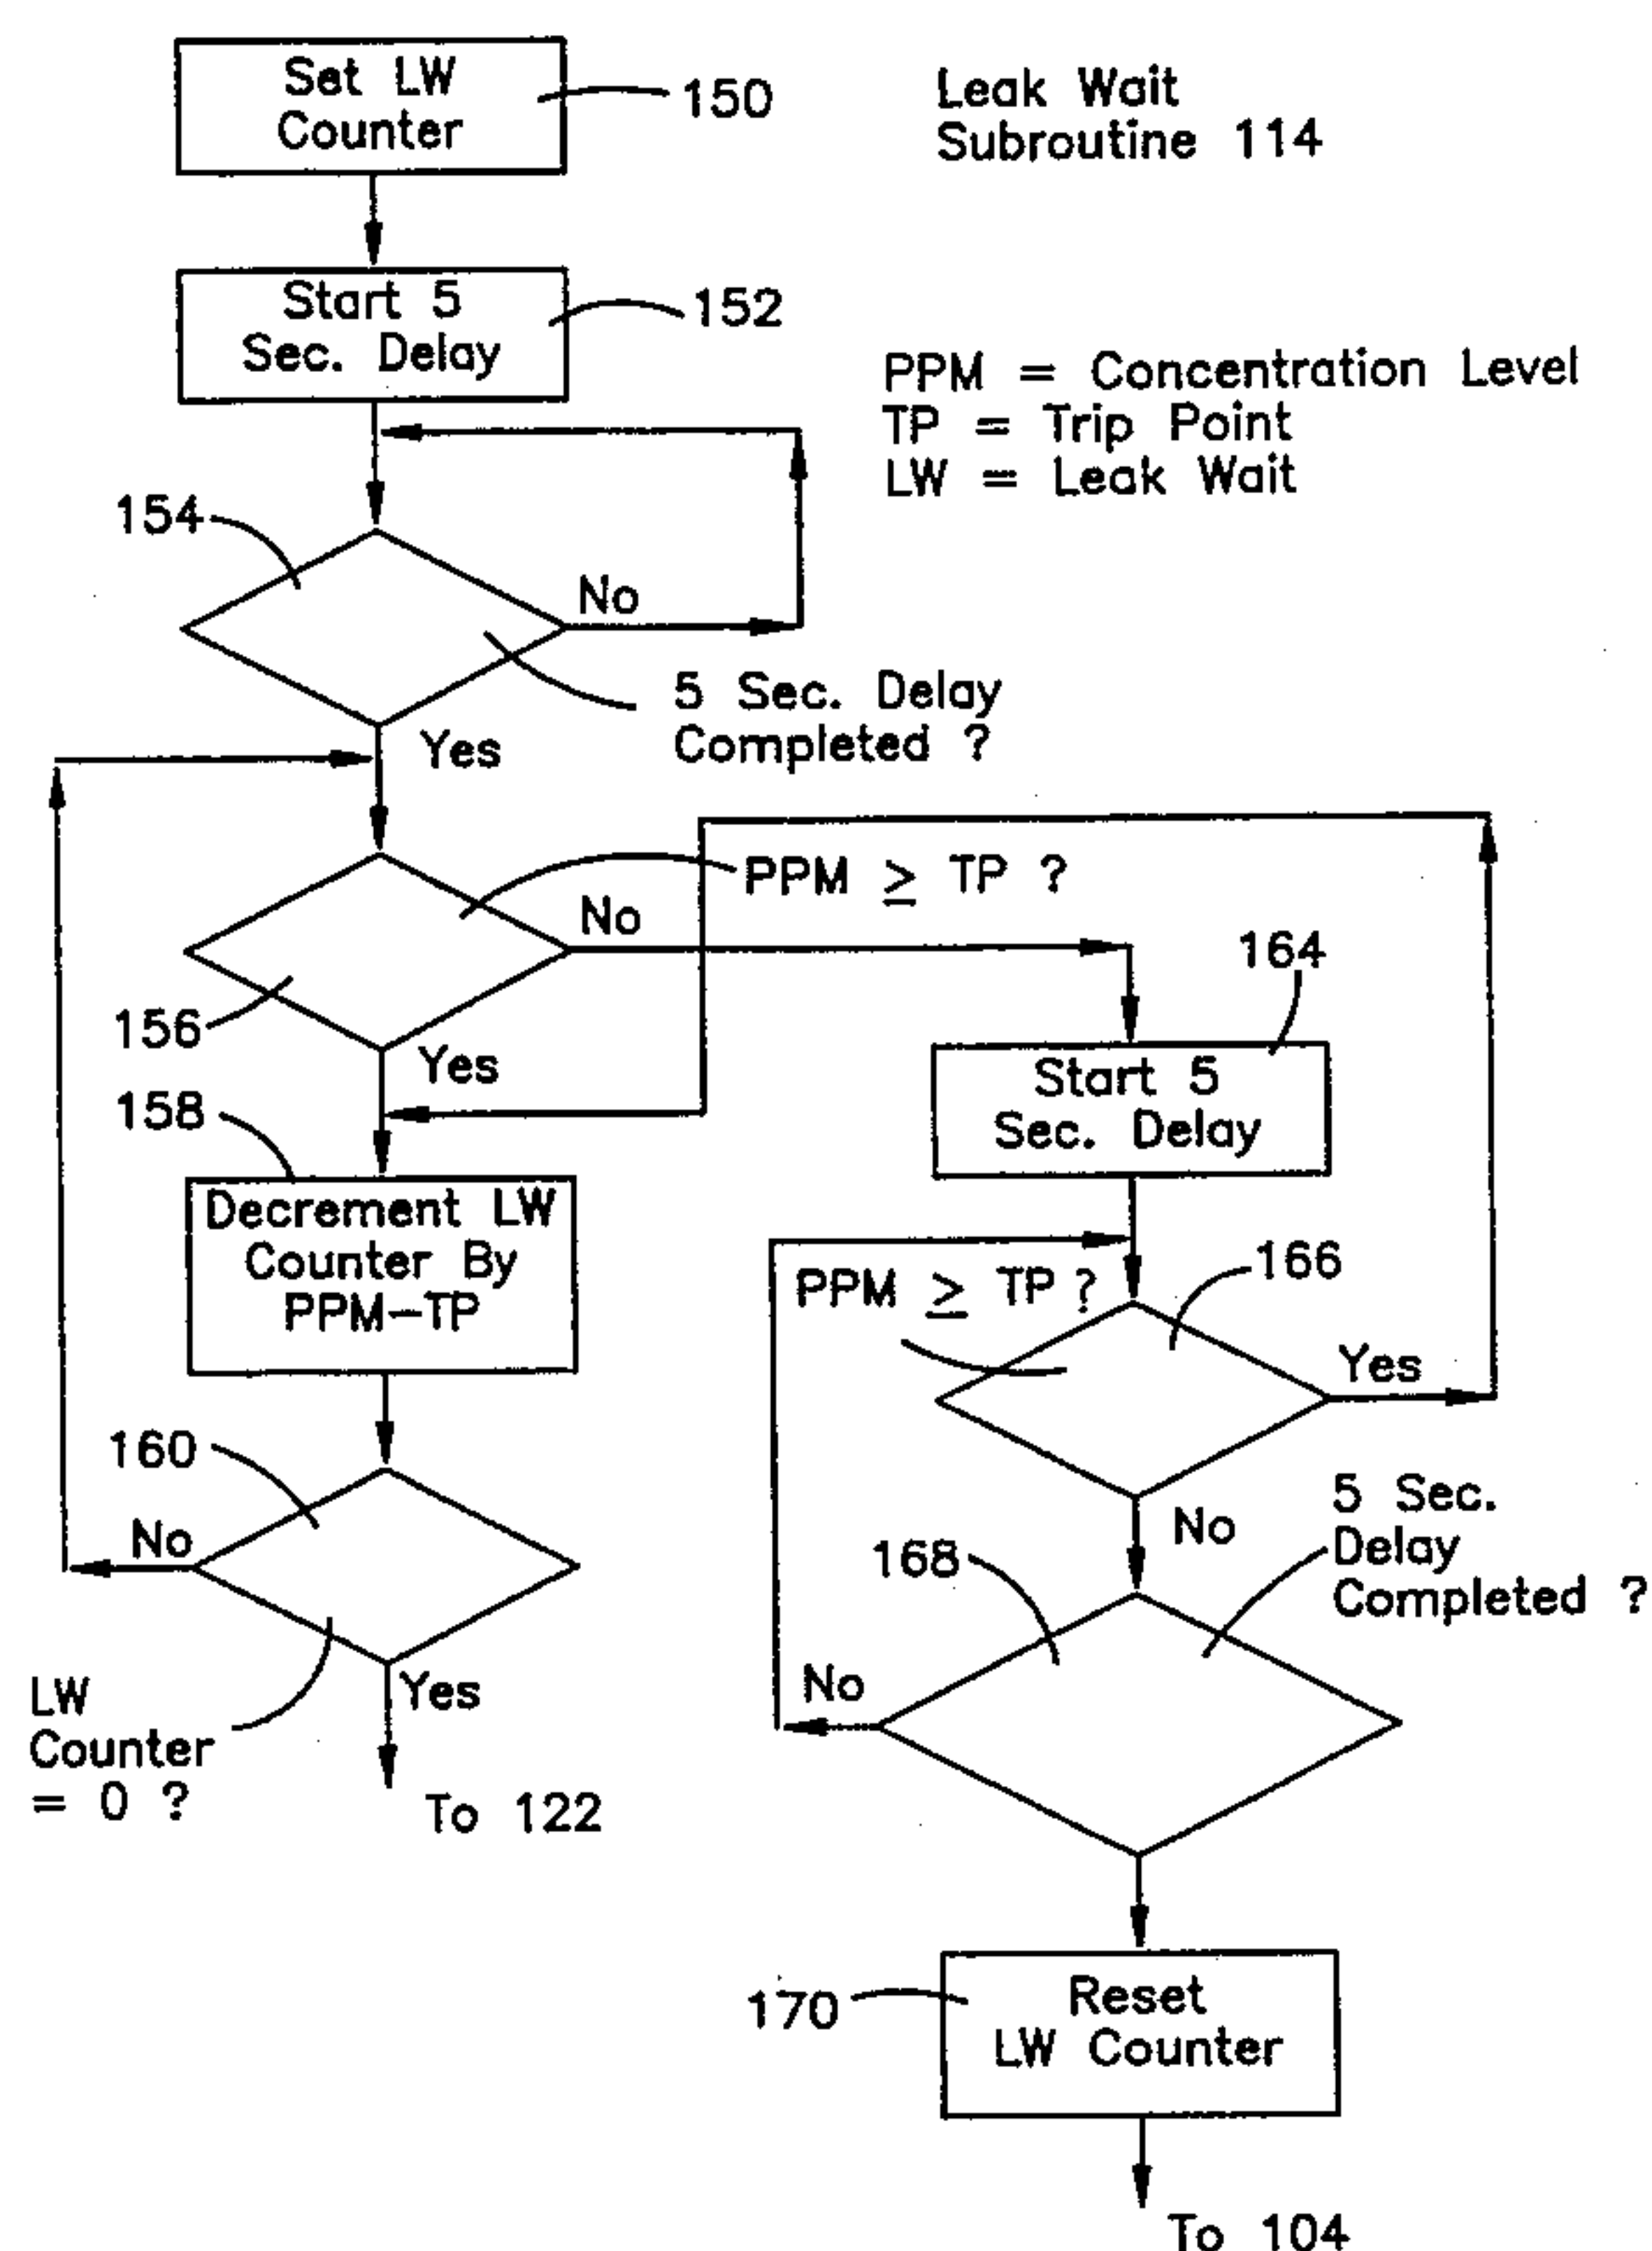 Set LW
Counter
150
Leak Wait
Subroutine 114
Start 5
Sec. Delay
152
PPM = Concentration Level
TP = Trip Point
LW = Leak Wait
154
No
5 Sec. Delay
Completed ?
Yes
PPM ≥ TP ?
No
156
Yes
164
Start 5
Sec. Delay
158
Decrement LW
Counter By
PPM-TP
PPM ≥ TP ?
166
Yes
160
No
LW
Counter
= 0 ?
Yes
To 122
No
5 Sec.
Delay
Completed ?
168
No
170
Reset
LW Counter
To 104